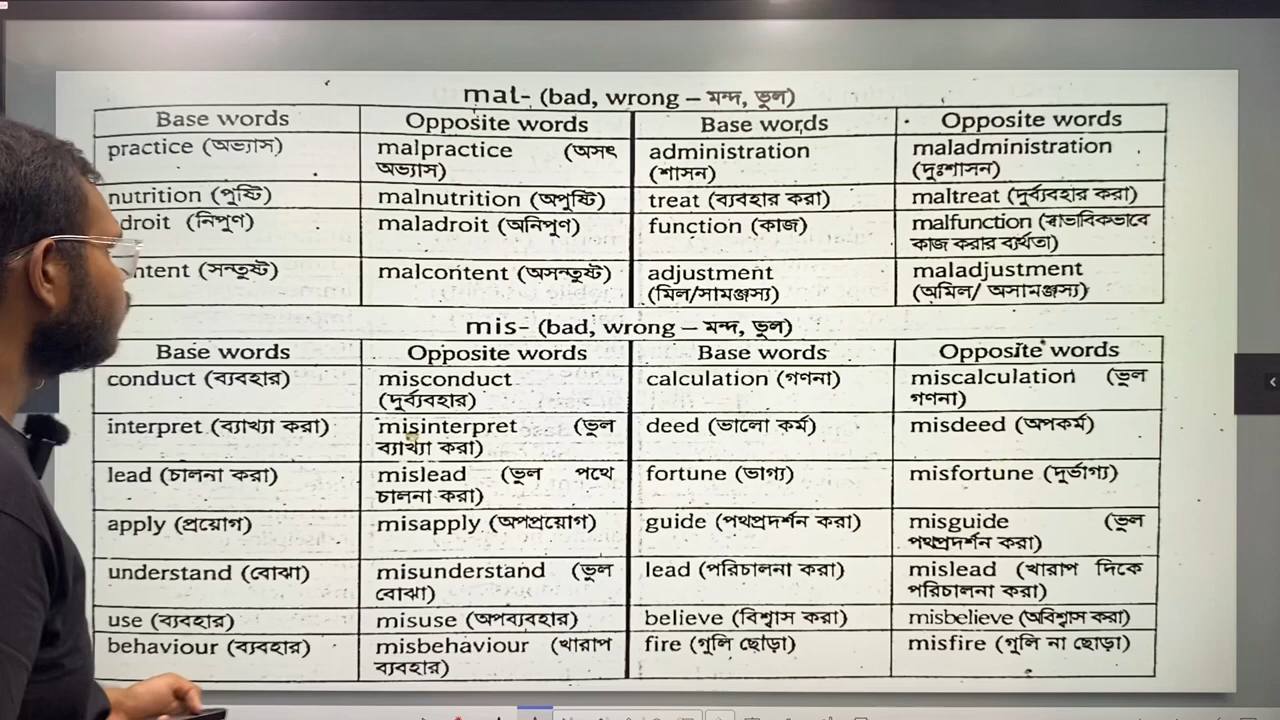 mal- (bad, wrong – মন্দ, ভুল)
Base words Opposite words Base words Opposite words
practice (অভ্যাস) malpractice (অসৎ অভ্যাস) administration (শাসন) maladministration (দুঃশাসন)
nutrition (পুষ্টি) malnutrition (অপুষ্টি) treat (ব্যবহার করা) maltreat (দুর্ব্যবহার করা)
droit (নিপুণ) maladroit (অনিপুণ) function (কাজ) malfunction (স্বাভাবিকভাবে কাজ করার ব্যর্থতা)
ntent (সন্তুষ্ট) malcontent (অসন্তুষ্ট) adjustment (মিল/সামঞ্জস্য) maladjustment (অমিল/ অসামঞ্জস্য)
mis- (bad, wrong – মন্দ, ভুল)
Base words Opposite words Base words Opposite words
conduct (ব্যবহার) misconduct (দুর্ব্যবহার) calculation (গণনা) miscalculation (ভুল গণনা)
interpret (ব্যাখ্যা করা) misinterpret (ভুল ব্যাখ্যা করা) deed (ভালো কর্ম) misdeed (অপকর্ম)
lead (চালনা করা) mislead (ভুল পথে চালনা করা) fortune (ভাগ্য) misfortune (দুর্ভাগ্য)
apply (প্রয়োগ) misapply (অপপ্রয়োগ) guide (পথপ্রদর্শন করা) misguide (ভুল পথপ্রদর্শন করা)
understand (বোঝা) misunderstand (ভুল বোঝা) lead (পরিচালনা করা) mislead (খারাপ দিকে পরিচালনা করা)
use (ব্যবহার) misuse (অপব্যবহার) believe (বিশ্বাস করা) misbelieve (অবিশ্বাস করা)
behaviour (ব্যবহার) misbehaviour (খারাপ ব্যবহার) fire (গুলি ছোড়া) misfire (গুলি না ছোড়া)